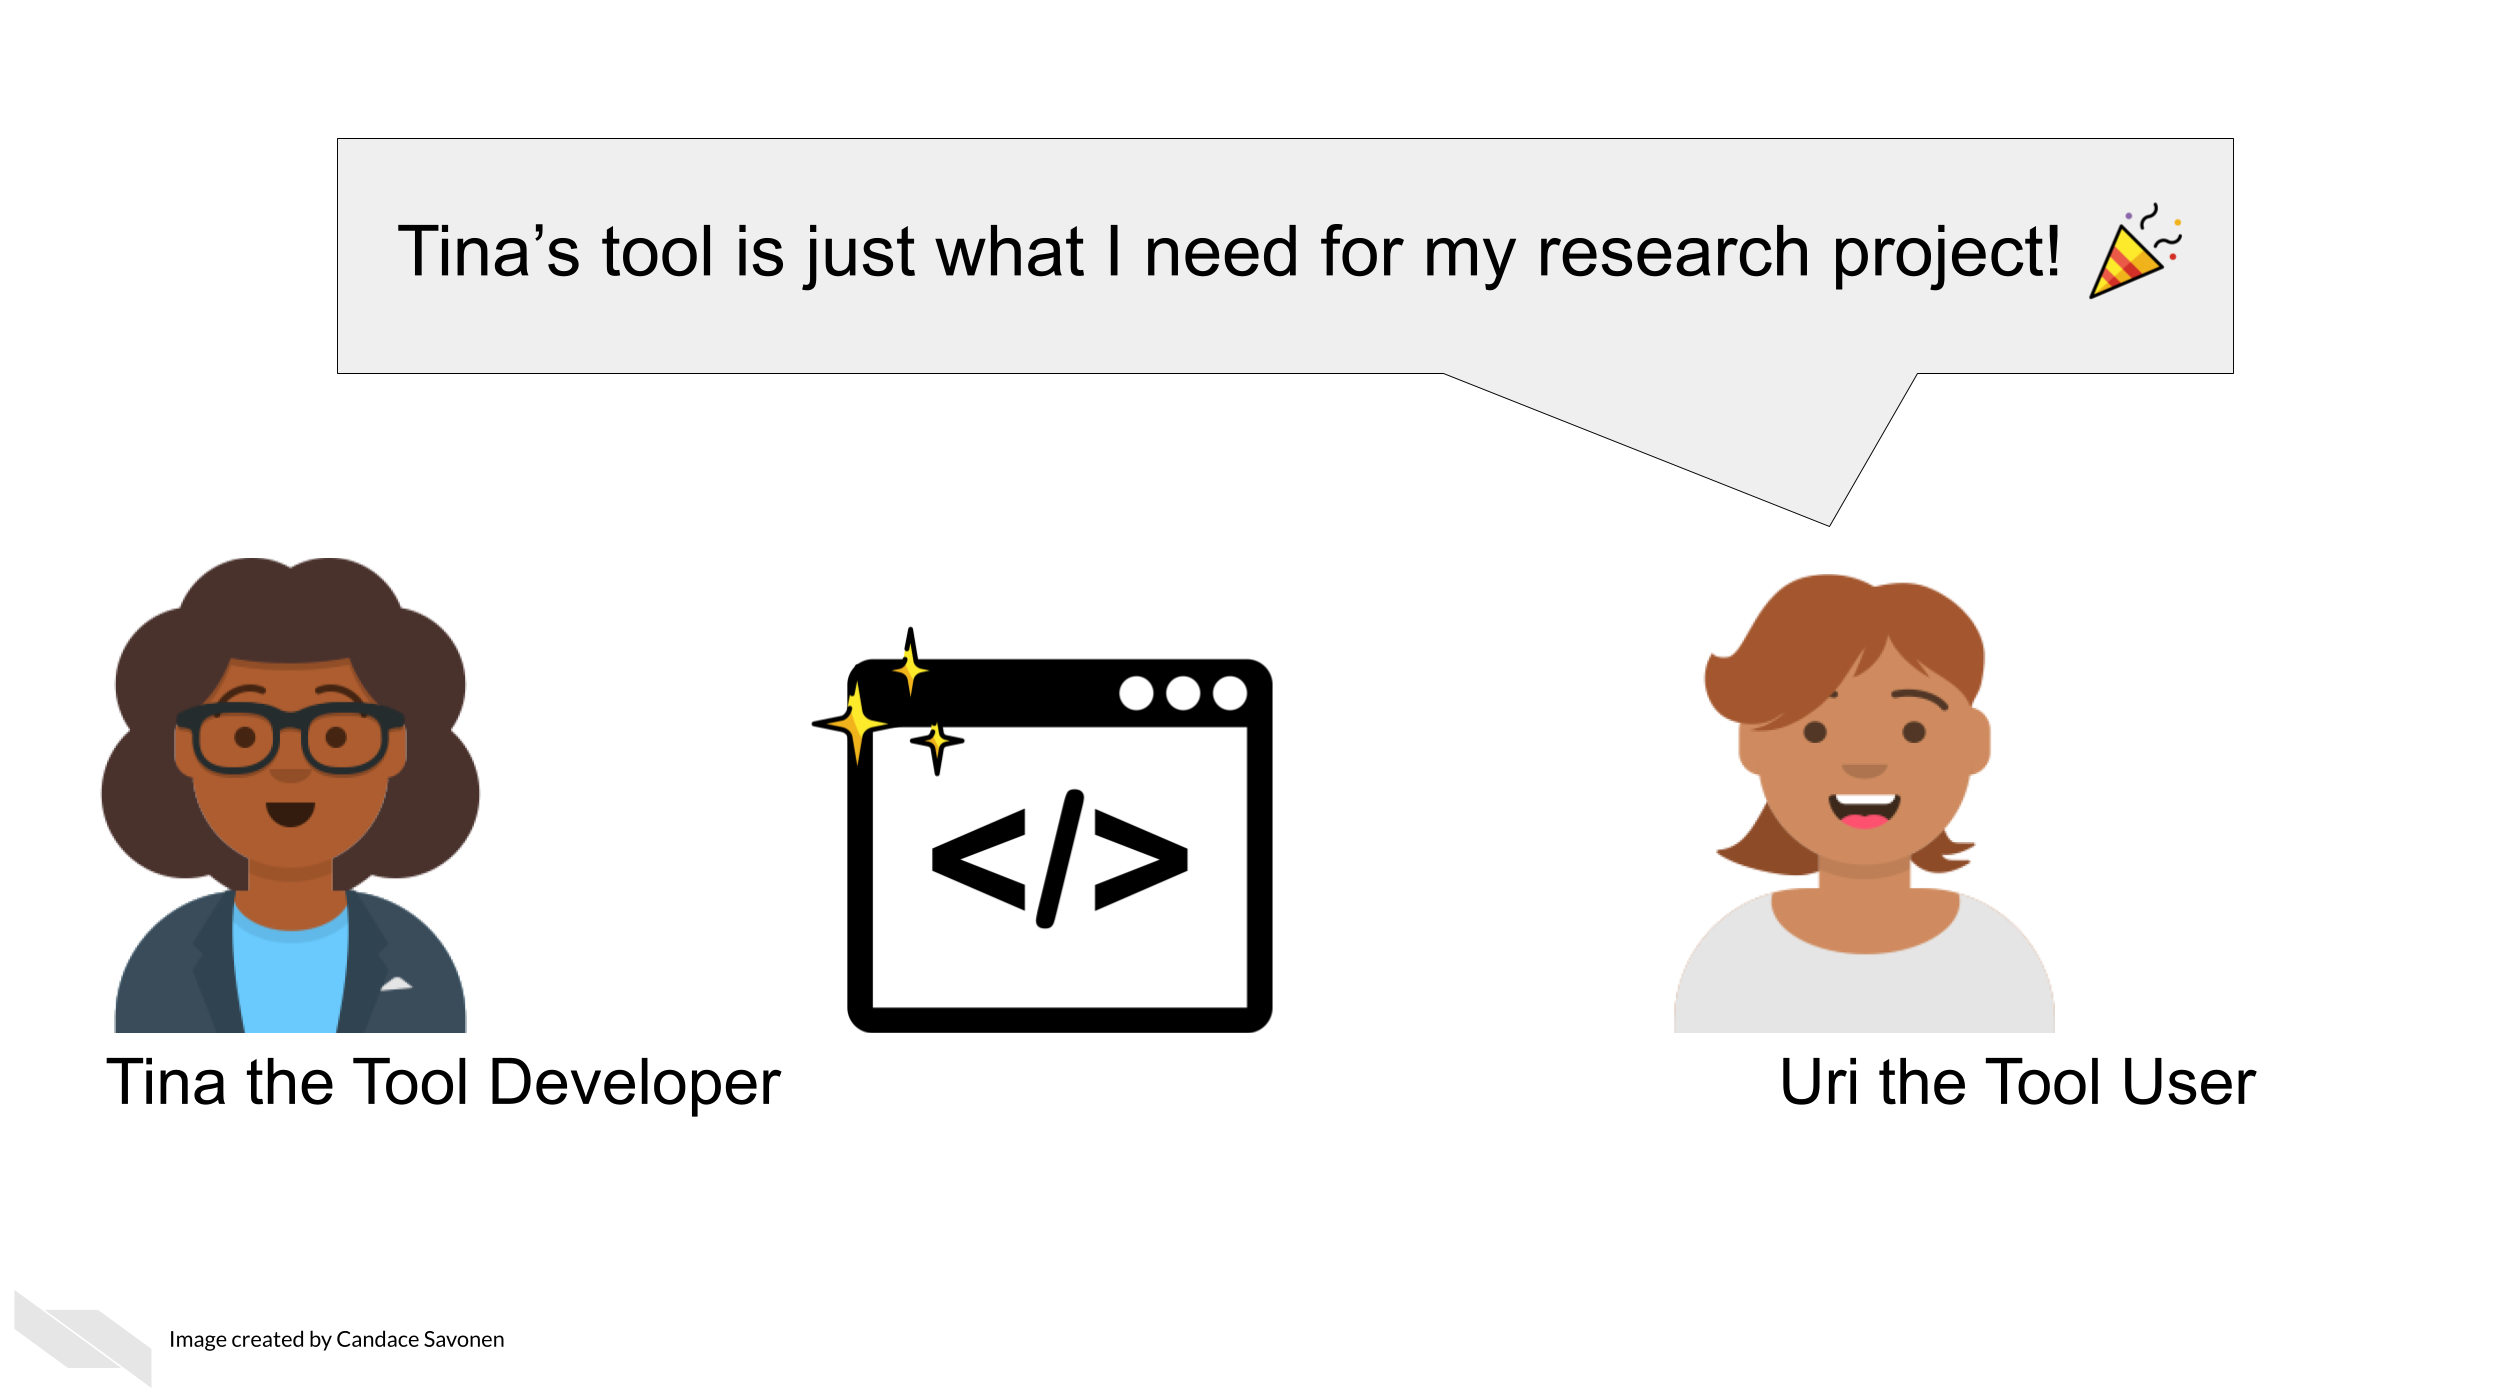 Tina's tool is just what I need for my research project! 🎉
</>
Tina the Tool Developer
Uri the Tool User
Image created by Candace Savonen